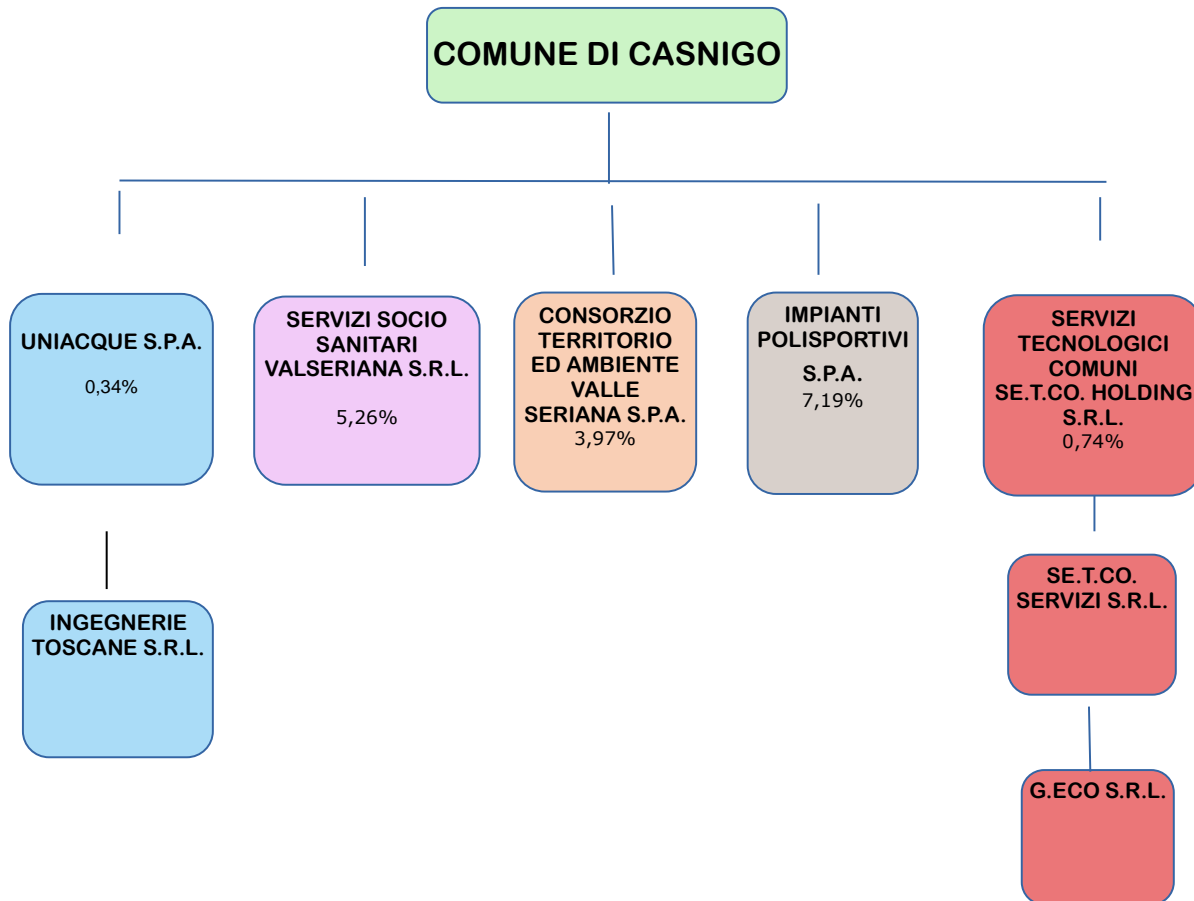 COMUNE DI CASNIGO
UNIACQUE S.P.A.
0,34%
SERVIZI SOCIO
SANITARI
VALSERIANA S.R.L.
5,26%
CONSORZIO
TERRITORIO
ED AMBIENTE
VALLE
SERIANA S.P.A.
3,97%
IMPIANTI
POLISPORTIVI
S.P.A.
7,19%
SERVIZI
TECNOLOGICI
COMUNI
SE.T.CO. HOLDING
S.R.L.
0,74%
INGEGNERIE
TOSCANE S.R.L.
SE.T.CO.
SERVIZI S.R.L.
G.ECO S.R.L.